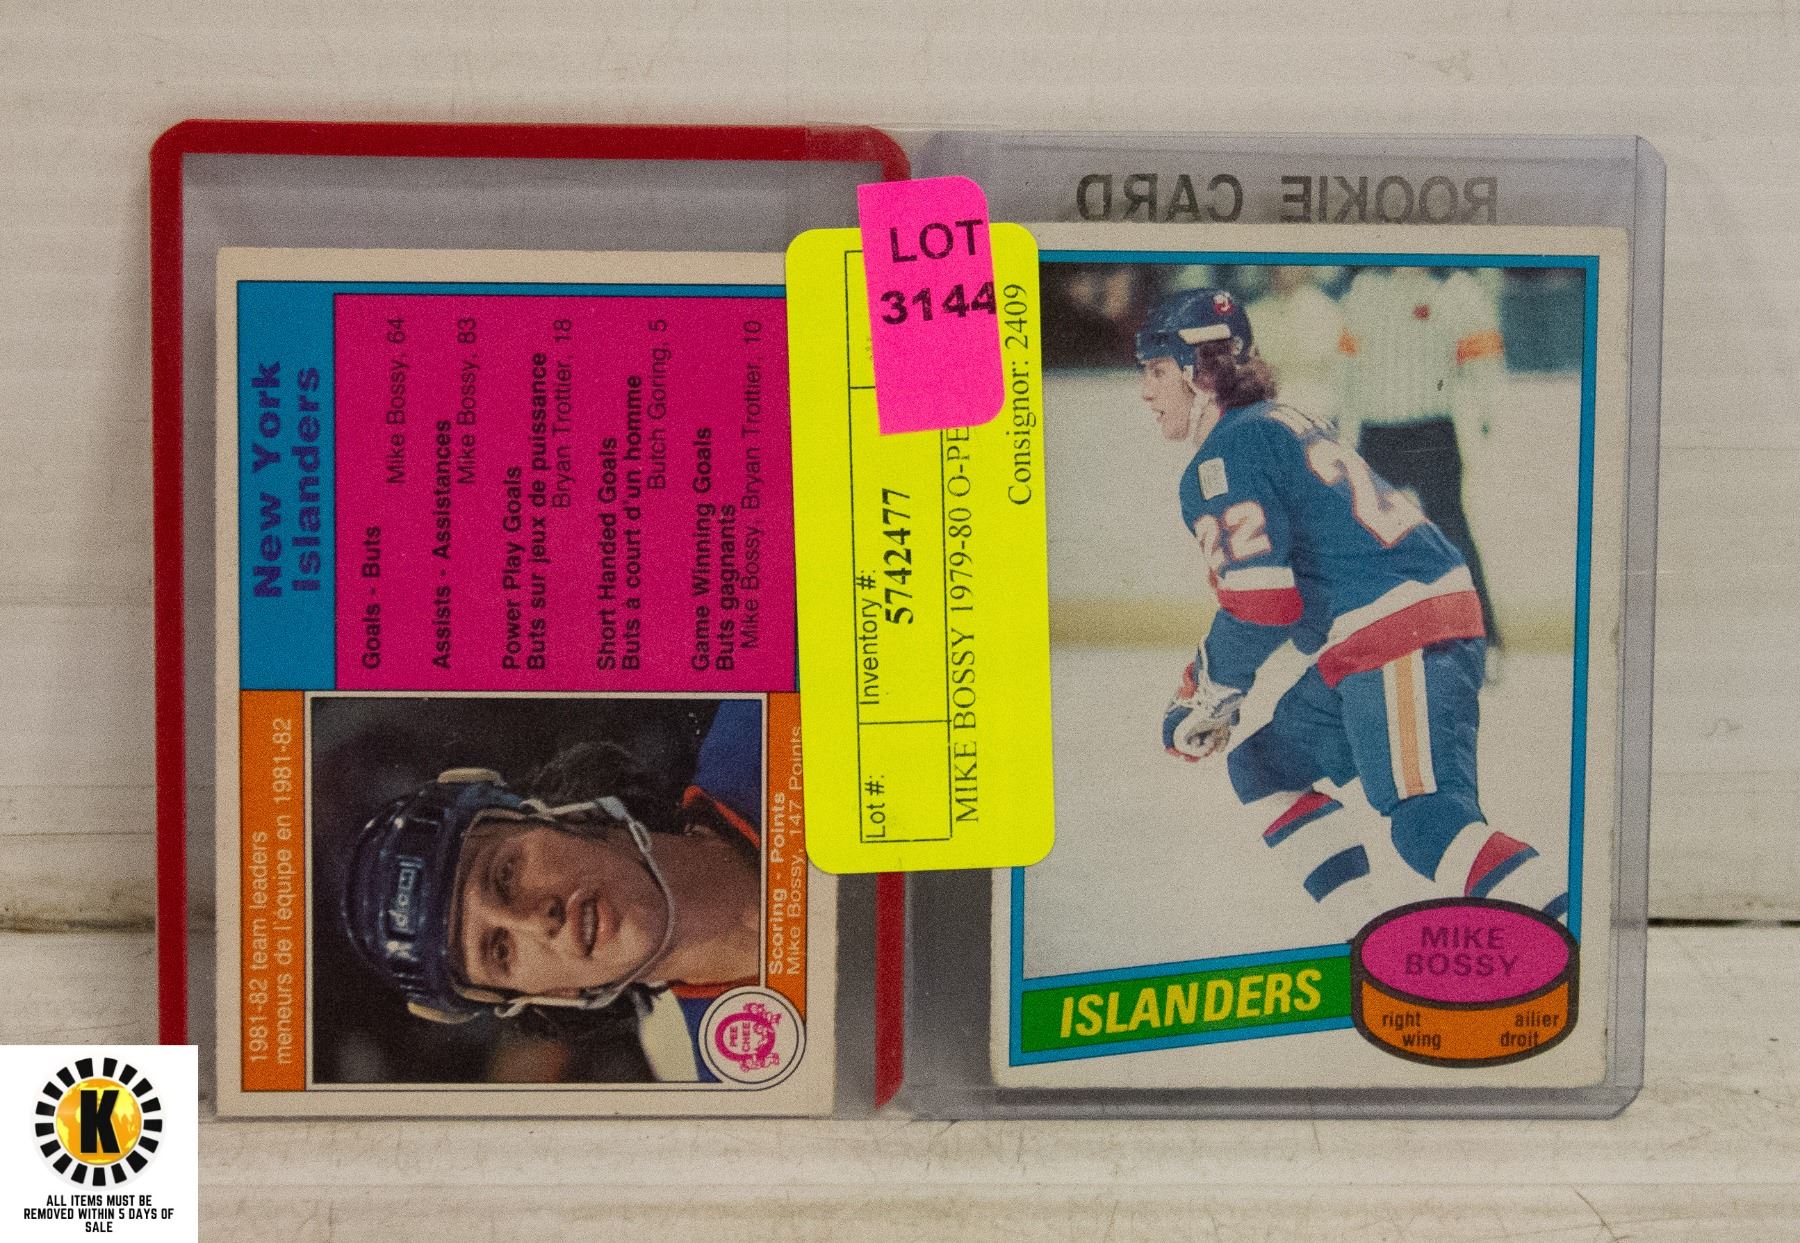 New York
Islanders
Goals - Buts
Mike Bossy, 64
Assists - Assistances
Mike Bossy, 83
Power Play Goals
Buts sur jeux de puissance
Bryan Trottier, 18
Short Handed Goals
Buts à court d'un homme
Butch Goring, 5
Game Winning Goals
Buts gagnants
Mike Bossy, Bryan Trottier, 10
1981-82 team leaders
meneurs de l'équipe en 1981-82
Scoring - Points
Mike Bossy, 147 Points
PEE
CHEE
LOT
3144
Lot #:
Inventory #:
5742477
MIKE BOSSY 1979-80 O-PE
Consignor: 2409
ROOKIE CARD
22
ISLANDERS
MIKE
BOSSY
right
wing
ailier
droit
K
ALL ITEMS MUST BE
REMOVED WITHIN 5 DAYS OF
SALE